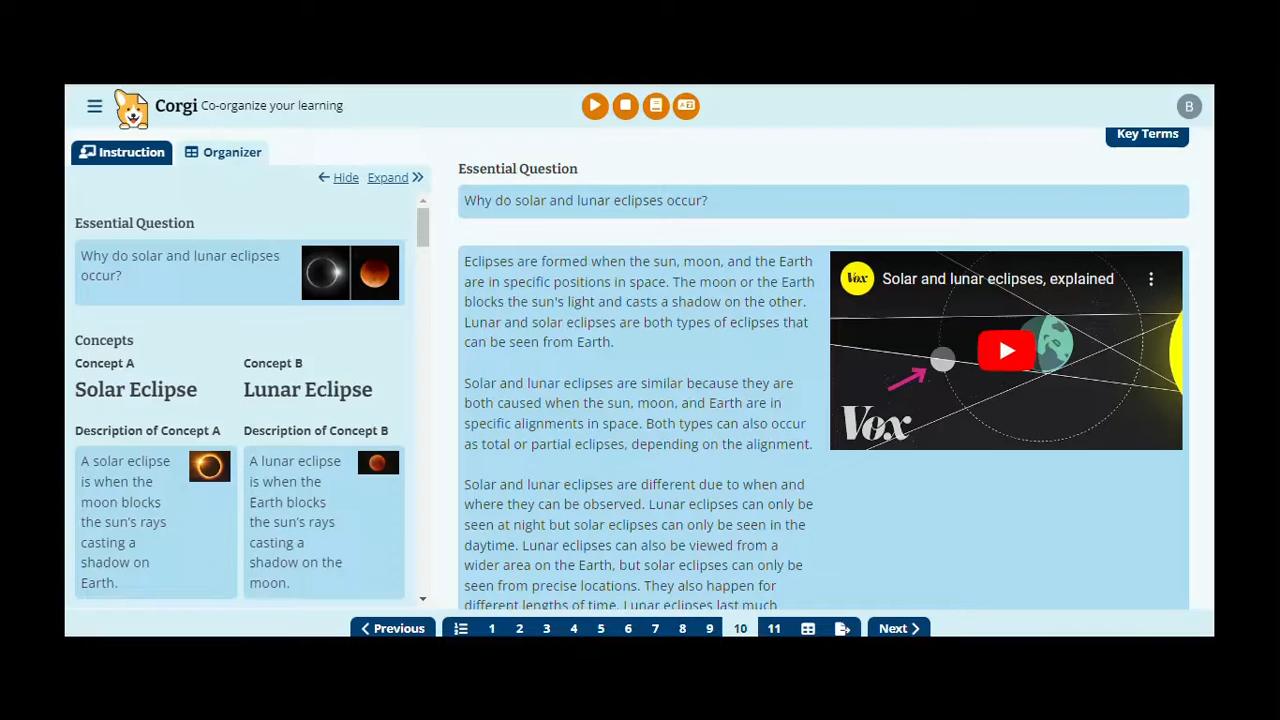 Corgi Co-organize your learning
B
Key Terms
Instruction
Organizer
Hide Expand
Essential Question
Why do solar and lunar eclipses
occur?
Concepts
Concept A
Solar Eclipse
Concept B
Lunar Eclipse
Description of Concept A
A solar eclipse
is when the
moon blocks
the sun's rays
casting a
shadow on
Earth.
Description of Concept B
A lunar eclipse
is when the
Earth blocks
the sun's rays
casting a
shadow on the
moon.
Essential Question
Why do solar and lunar eclipses occur?
Eclipses are formed when the sun, moon, and the Earth
are in specific positions in space. The moon or the Earth
blocks the sun's light and casts a shadow on the other.
Lunar and solar eclipses are both types of eclipses that
can be seen from Earth.
Solar and lunar eclipses are similar because they are
both caused when the sun, moon, and Earth are in
specific alignments in space. Both types can also occur
as total or partial eclipses, depending on the alignment.
Solar and lunar eclipses are different due to when and
where they can be observed. Lunar eclipses can only be
seen at night but solar eclipses can only be seen in the
daytime. Lunar eclipses can also be viewed from a
wider area on the Earth, but solar eclipses can only be
seen from precise locations. They also happen for
different lengths of time. Lunar eclipses last much
Vox
Solar and lunar eclipses, explained
Vox
Previous
1 2 3 4 5 6 7 8 9 10 11
Next